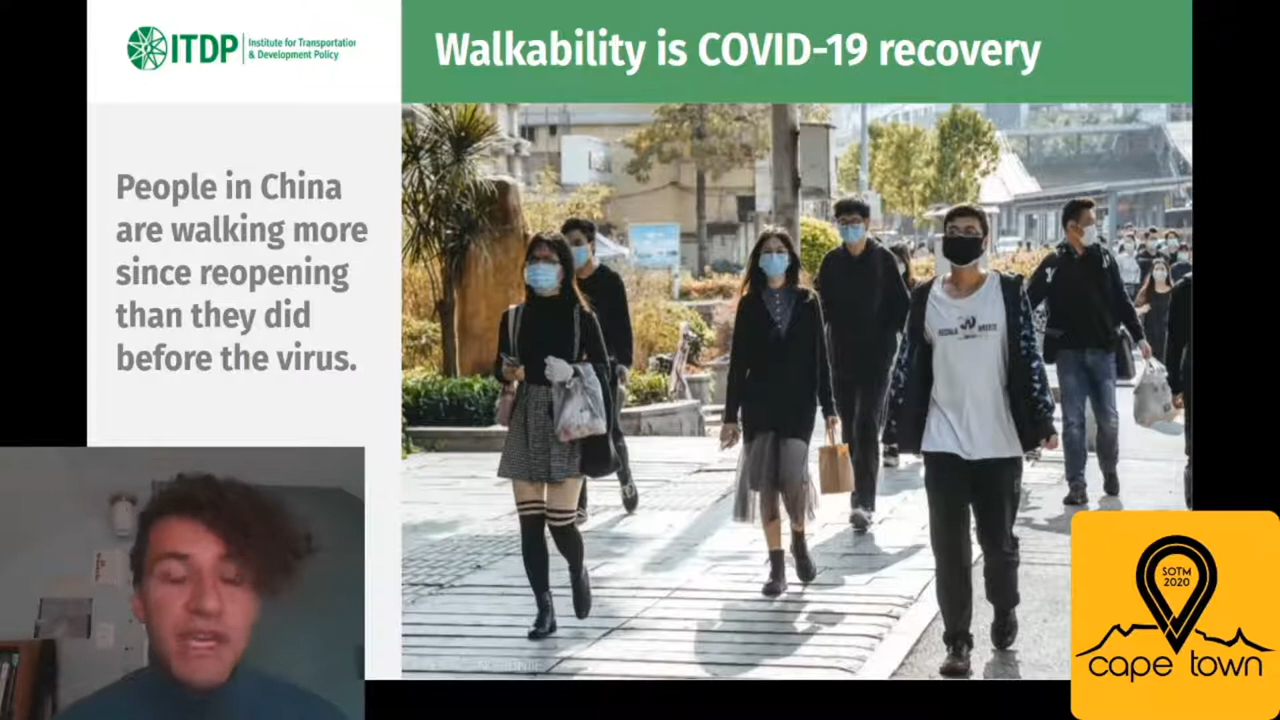 ITDP
Institute for Transportation
& Development Policy
Walkability is COVID-19 recovery
People in China
are walking more
since reopening
than they did
before the virus.
SOTM
2020
cape town